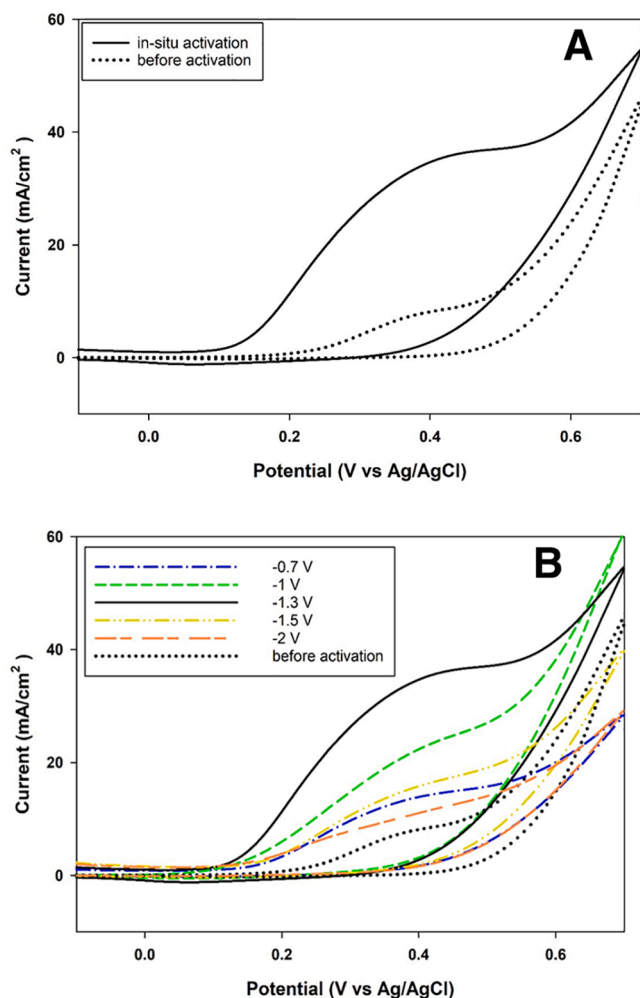 A
in-situ activation
before activation
60
40
20
0
Current (mA/cm²)
0.0 0.2 0.4 0.6
Potential (V vs Ag/AgCl)
B
-0.7 V
-1 V
-1.3 V
-1.5 V
-2 V
before activation
60
40
20
0
Current (mA/cm²)
0.0 0.2 0.4 0.6
Potential (V vs Ag/AgCl)